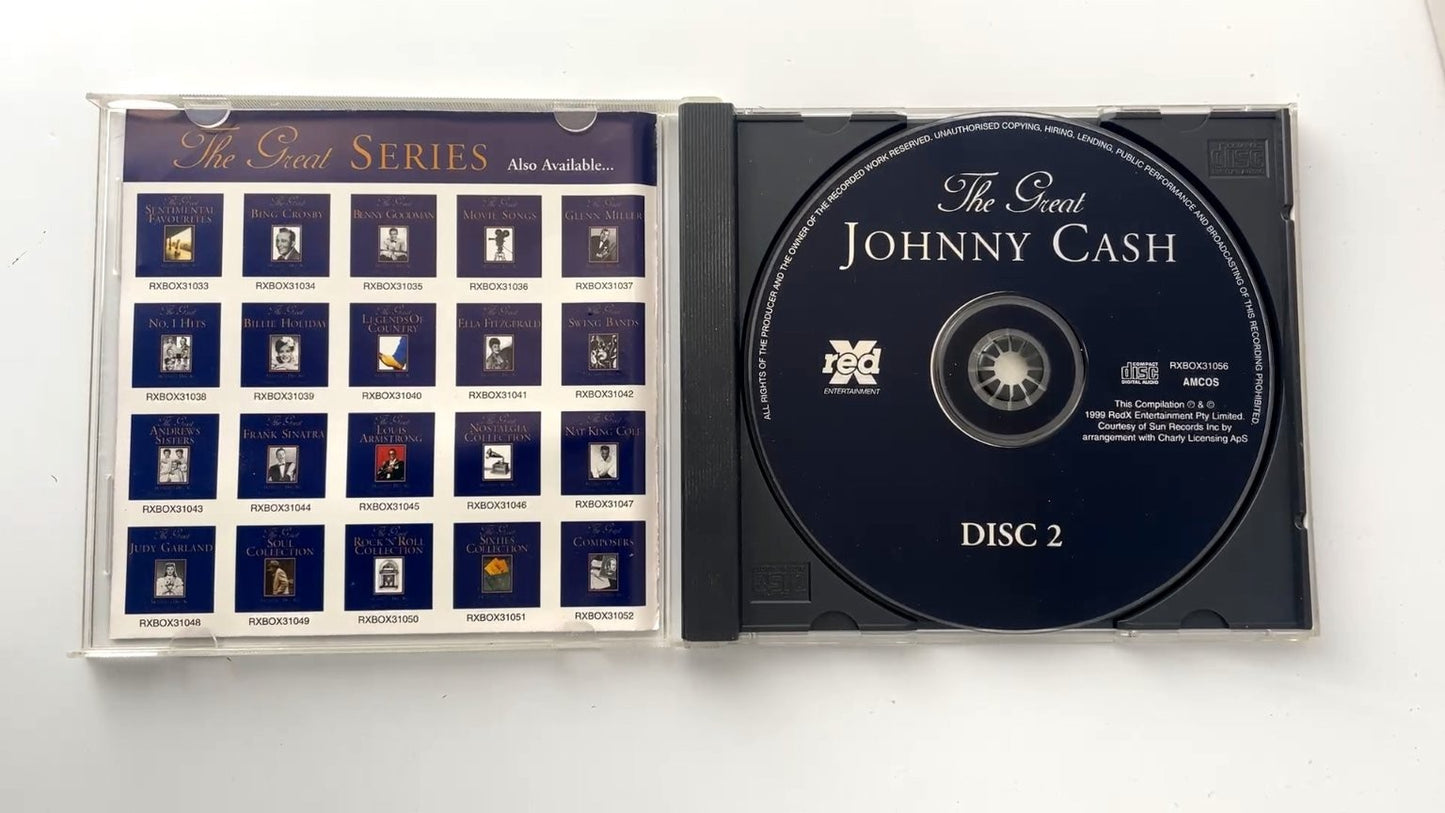 The Great SERIES Also Available...
The Great
SENTIMENTAL
FAVOURITES
RXBOX31033
The Great
BING CROSBY
RXBOX31034
The Great
BENNY GOODMAN
RXBOX31035
The Great
MOVIE SONGS
RXBOX31036
The Great
GLENN MILLER
RXBOX31037
The Great
NO. 1 HITS
RXBOX31038
The Great
BILLIE HOLIDAY
RXBOX31039
The Great
LEGENDS OF
COUNTRY
RXBOX31040
The Great
ELLA FITZGERALD
RXBOX31041
The Great
SWING BANDS
RXBOX31042
The Great
ANDREWS
SISTERS
RXBOX31043
The Great
FRANK SINATRA
RXBOX31044
The Great
LOUIS
ARMSTRONG
RXBOX31045
The Great
NOSTALGIA
COLLECTION
RXBOX31046
The Great
NAT KING COLE
RXBOX31047
The Great
JUDY GARLAND
RXBOX31048
The Great
SOUL
COLLECTION
RXBOX31049
The Great
ROCK 'N' ROLL
COLLECTION
RXBOX31050
The Great
SIXTIES
COLLECTION
RXBOX31051
The Great
COMPOSERS
RXBOX31052
ALL RIGHTS OF THE PRODUCER AND THE OWNER OF THE RECORDED WORK RESERVED. UNAUTHORISED COPYING, HIRING, LENDING, PUBLIC PERFORMANCE AND BROADCASTING OF THIS RECORDING PROHIBITED.
The Great
JOHNNY CASH
red X
ENTERTAINMENT
COMPACT
disc
DIGITAL AUDIO
RXBOX31056
AMCOS
This Compilation ℗ & ©
1999 RedX Entertainment Pty Limited.
Courtesy of Sun Records Inc by
arrangement with Charly Licensing ApS
DISC 2
COMPACT
disc
DIGITAL AUDIO